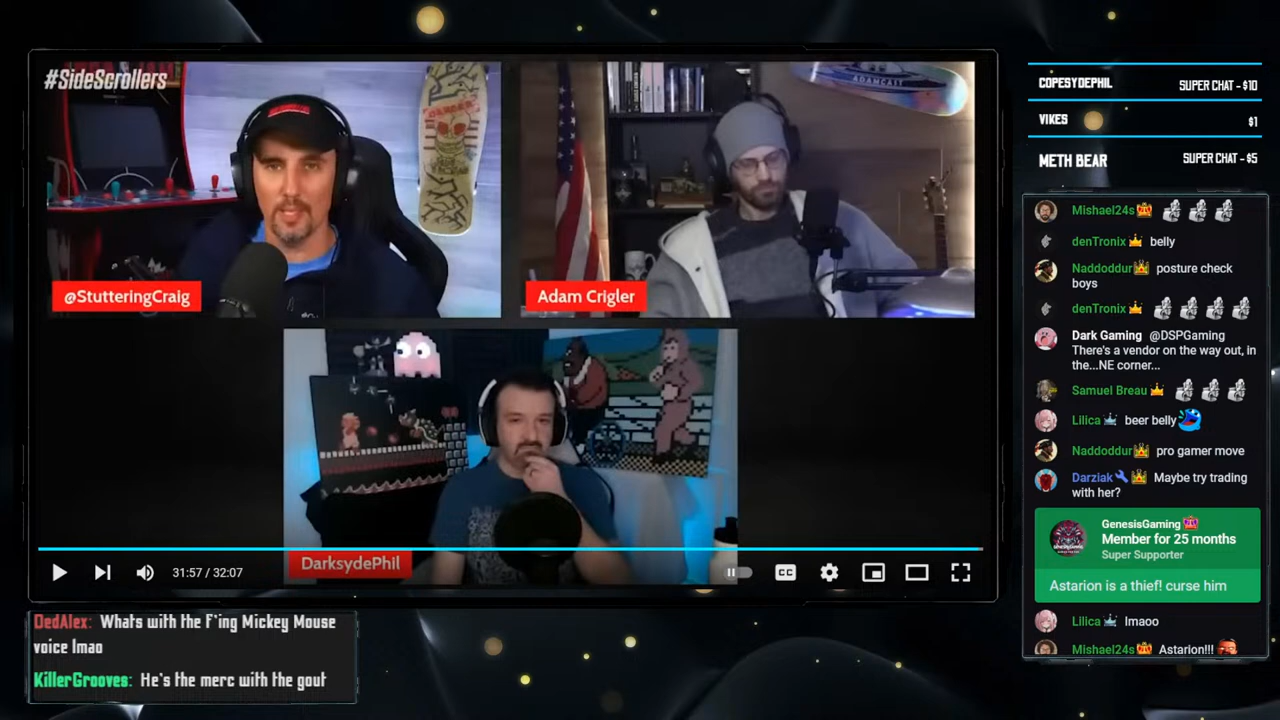 #SideScrollers
DANGER
ADAMCAST
@StutteringCraig
Adam Crigler
DarksydePhil
31:57 / 32:07
CC
DedAlex: Whats with the f*ing Mickey Mouse
voice lmao
KillerGrooves: He's the merc with the gout
COPESYDEPHIL SUPER CHAT - $10
VIKES $1
METH BEAR SUPER CHAT - $5
Mishael24s
denTronix belly
Naddoddur posture check
boys
denTronix
Dark Gaming @DSPGaming
There's a vendor on the way out, in
the...NE corner...
Samuel Breau
Lilica beer belly
Naddoddur pro gamer move
Darziak Maybe try trading
with her?
GenesisGaming
Member for 25 months
Super Supporter
Astarion is a thief! curse him
Lilica lmaoo
Mishael24s Astarion!!!